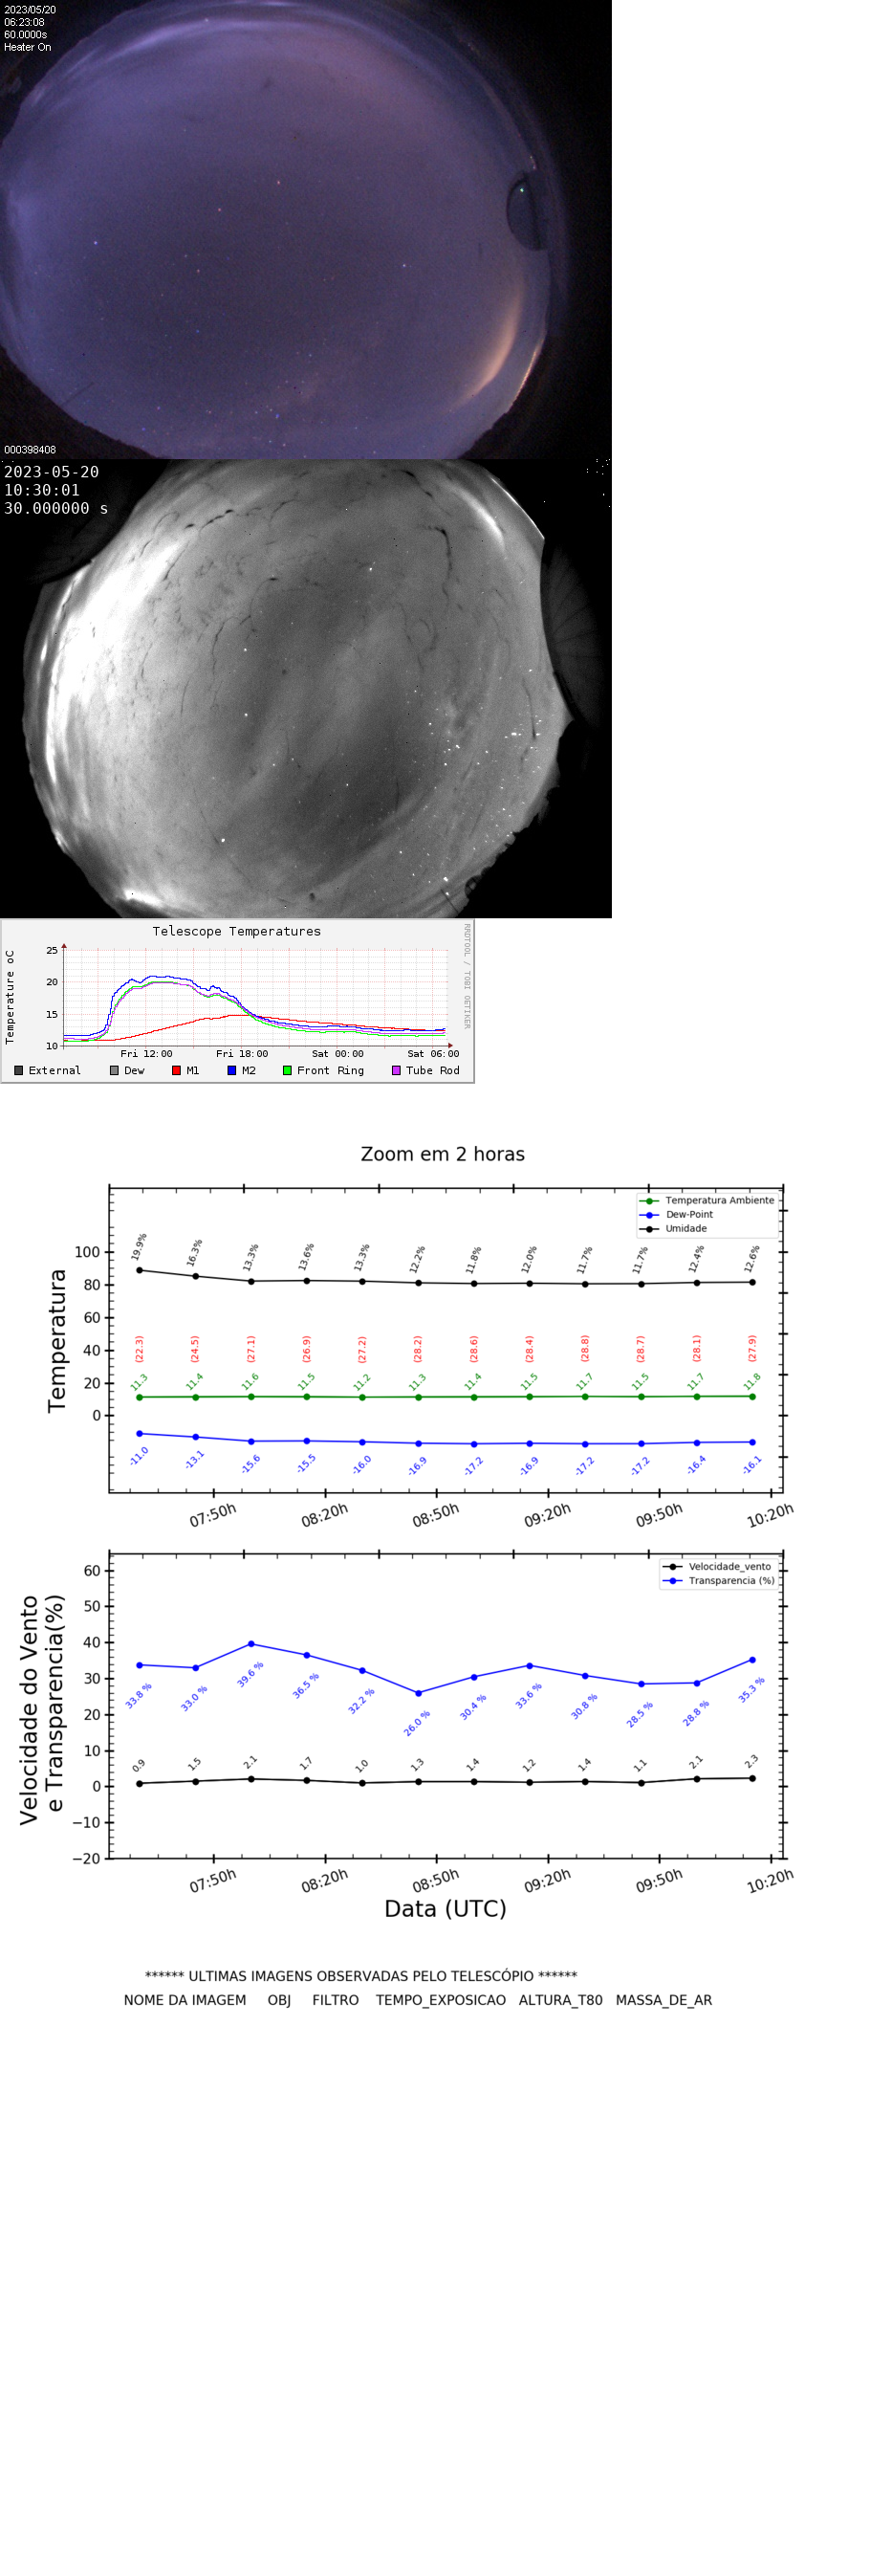 2023/05/20
06:23:08
60.0000s
Heater On
000398408
2023-05-20
10:30:01
30.000000 s
Telescope Temperatures
RRDTOOL / TOBI OETIKER
Temperature oC
25
20
15
10
Fri 12:00 Fri 18:00 Sat 00:00 Sat 06:00
External Dew M1 M2 Front Ring Tube Rod
Zoom em 2 horas
Temperatura Ambiente
Dew-Point
Umidade
Temperatura
100
80
60
40
20
0
19.9% 16.3% 13.3% 13.6% 13.3% 12.2% 11.8% 12.0% 11.7% 11.7% 12.4% 12.6%
(22.3) (24.5) (27.1) (26.9) (27.2) (28.2) (28.6) (28.4) (28.8) (28.7) (28.1) (27.9)
11.3 11.4 11.6 11.5 11.2 11.3 11.4 11.5 11.7 11.5 11.7 11.8
-11.0 -13.1 -15.6 -15.5 -16.0 -16.9 -17.2 -16.9 -17.2 -17.2 -16.4 -16.1
07:50h 08:20h 08:50h 09:20h 09:50h 10:20h
Velocidade_vento
Transparencia (%)
Velocidade do Vento
e Transparencia(%)
60
50
40
30
20
10
0
−10
−20
33.8 % 33.0 % 39.6 % 36.5 % 32.2 % 26.0 % 30.4 % 33.6 % 30.8 % 28.5 % 28.8 % 35.3 %
0.9 1.5 2.1 1.7 1.0 1.3 1.4 1.2 1.4 1.1 2.1 2.3
07:50h 08:20h 08:50h 09:20h 09:50h 10:20h
Data (UTC)
****** ULTIMAS IMAGENS OBSERVADAS PELO TELESCÓPIO ******
NOME DA IMAGEM OBJ FILTRO TEMPO_EXPOSICAO ALTURA_T80 MASSA_DE_AR